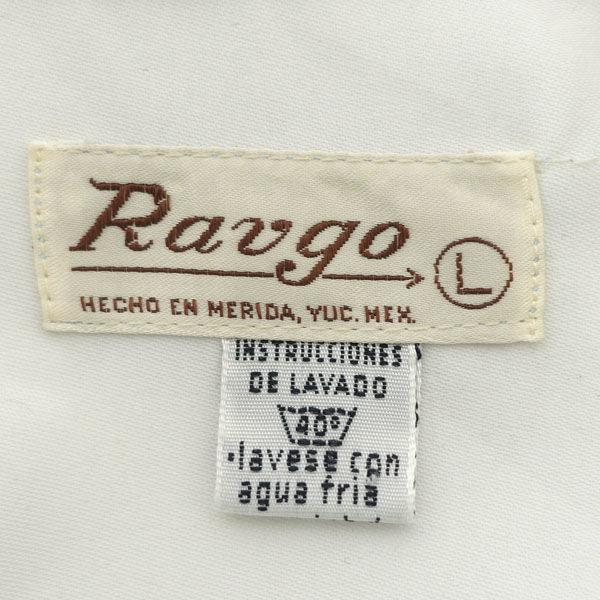 Ravgo
L
HECHO EN MERIDA, YUC. MEX.
INSTRUCCIONES
DE LAVADO
40°
•lavese con
agua fria